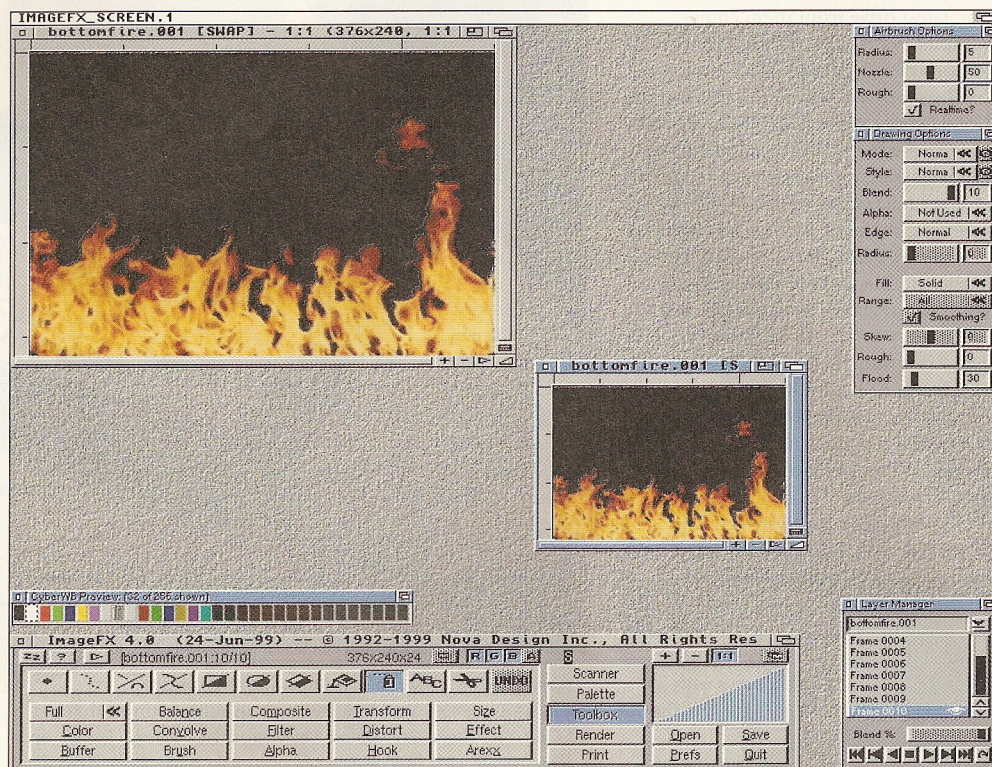 IMAGEFX_SCREEN.1
bottomfire.001 [SWAP] - 1:1 (376x240, 1:1
Airbrush Options
Radius: 5
Nozzle: 50
Rough: 0
Realtime?
Drawing Options
Mode: Norma
Style: Norma
Blend: 10
Alpha: Not Used
Edge: Normal
Radius: 0
Fill: Solid
Range: All
Smoothing?
Skew: 0
Rough: 0
Flood: 30
bottomfire.001 [S
CyberWB Preview: (32 of 256 shown)
ImageFX 4.0 (24-Jun-99) -- © 1992-1999 Nova Design Inc., All Rights Res
ZZ ? [bottomfire.001:10/10] 376x240x24 R G B A S + - 1:1
ABC UNDO
Full Balance Composite Transform Size
Color Convolve Filter Distort Effect
Buffer Brush Alpha Hook Arexx
Scanner
Palette
Toolbox
Render
Print
Open Save
Prefs Quit
Layer Manager
bottomfire.001
Frame 0004
Frame 0005
Frame 0006
Frame 0007
Frame 0008
Frame 0009
Frame 0010
Blend %: